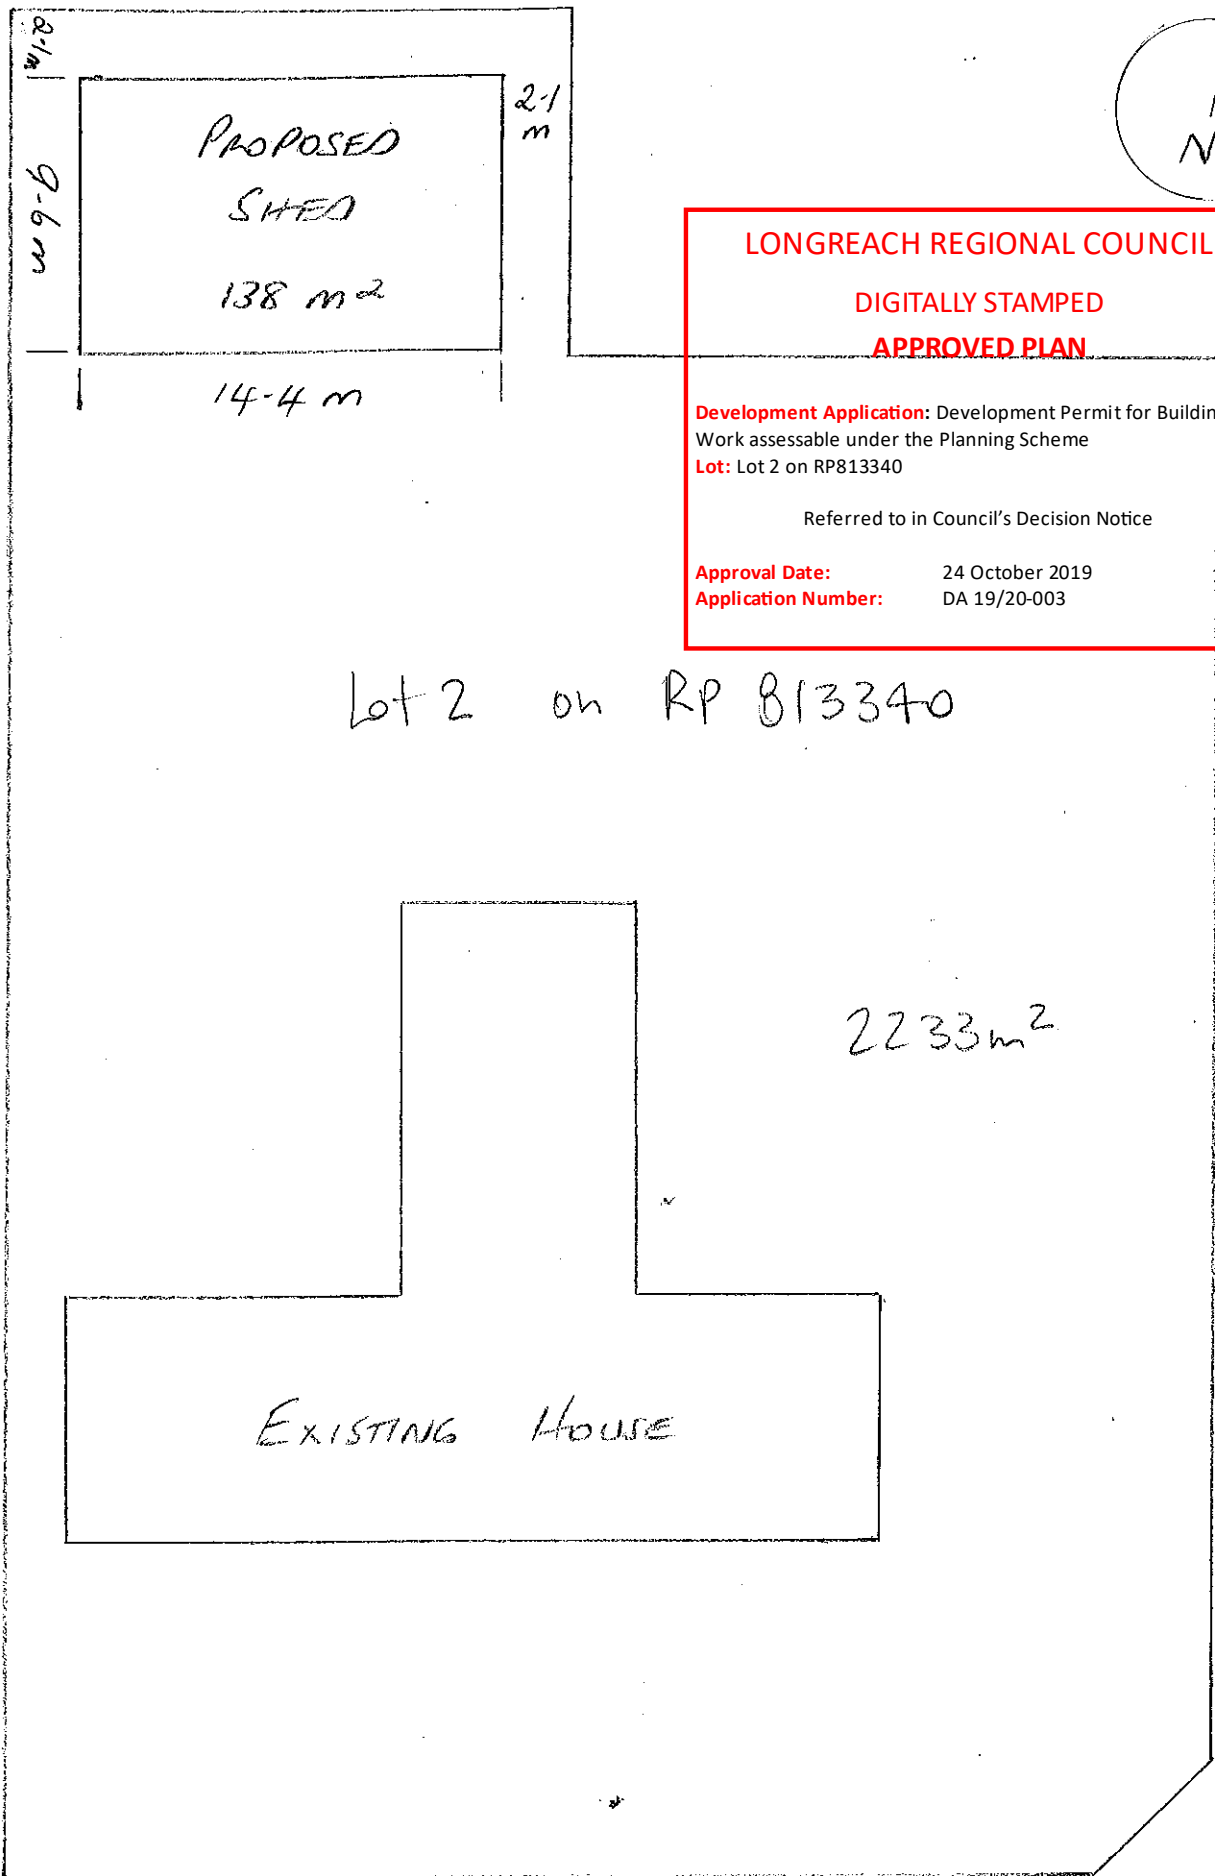 2·1m
9·6m
PROPOSED
SHED
138 m²
2·1
m
14·4 m
N
LONGREACH REGIONAL COUNCIL
DIGITALLY STAMPED
APPROVED PLAN
Development Application: Development Permit for Buildin
Work assessable under the Planning Scheme
Lot: Lot 2 on RP813340
Referred to in Council's Decision Notice
Approval Date: 24 October 2019
Application Number: DA 19/20-003
Lot 2 on RP 813340
2233m²
EXISTING HOUSE